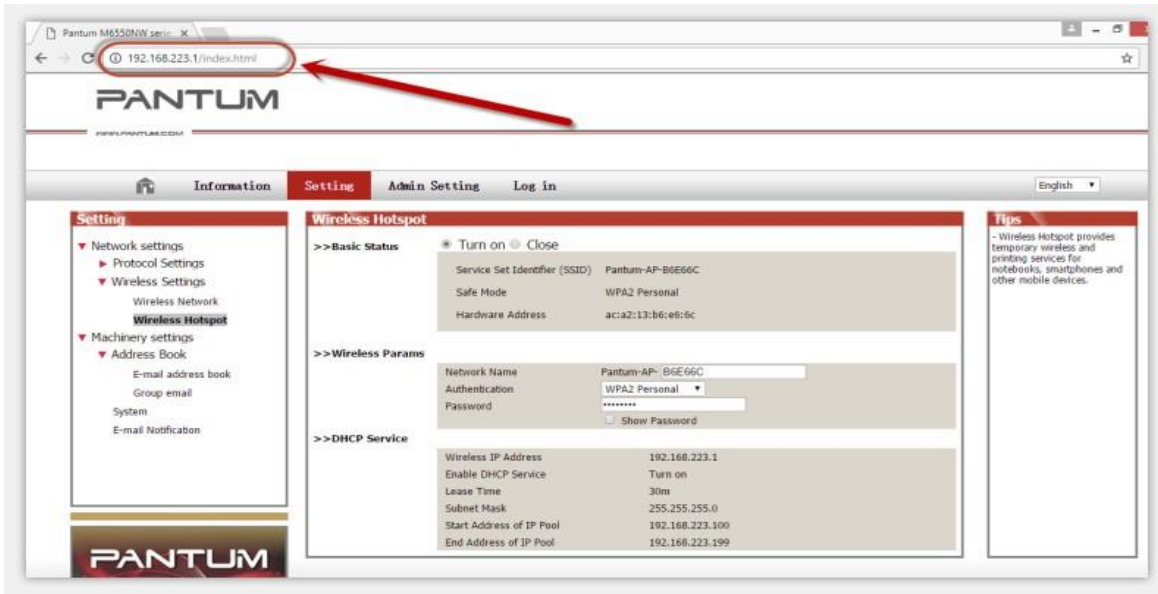 Pantum M6550NW serie
192.168.223.1/index.html
PANTUM
WWW.PANTUM.COM
Information Setting Admin Setting Log in English
Setting
Network settings
Protocol Settings
Wireless Settings
Wireless Network
Wireless Hotspot
Machinery settings
Address Book
E-mail address book
Group email
System
E-mail Notification
PANTUM
Wireless Hotspot
>>Basic Status Turn on Close
Service Set Identifier (SSID) Pantum-AP-B6E66C
Safe Mode WPA2 Personal
Hardware Address ac:a2:13:b6:e6:6c
>>Wireless Params
Network Name Pantum-AP- B6E66C
Authentication WPA2 Personal
Password ********
Show Password
>>DHCP Service
Wireless IP Address 192.168.223.1
Enable DHCP Service Turn on
Lease Time 30m
Subnet Mask 255.255.255.0
Start Address of IP Pool 192.168.223.100
End Address of IP Pool 192.168.223.199
Tips
- Wireless Hotspot provides
temporary wireless and
printing services for
notebooks, smartphones and
other mobile devices.